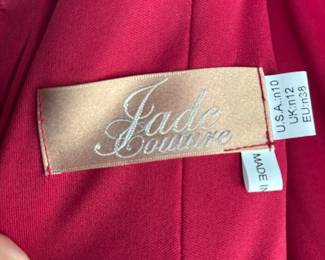 Jade
Couture
U.S.A.:n10
UK:n12
EU:n38
MADE IN